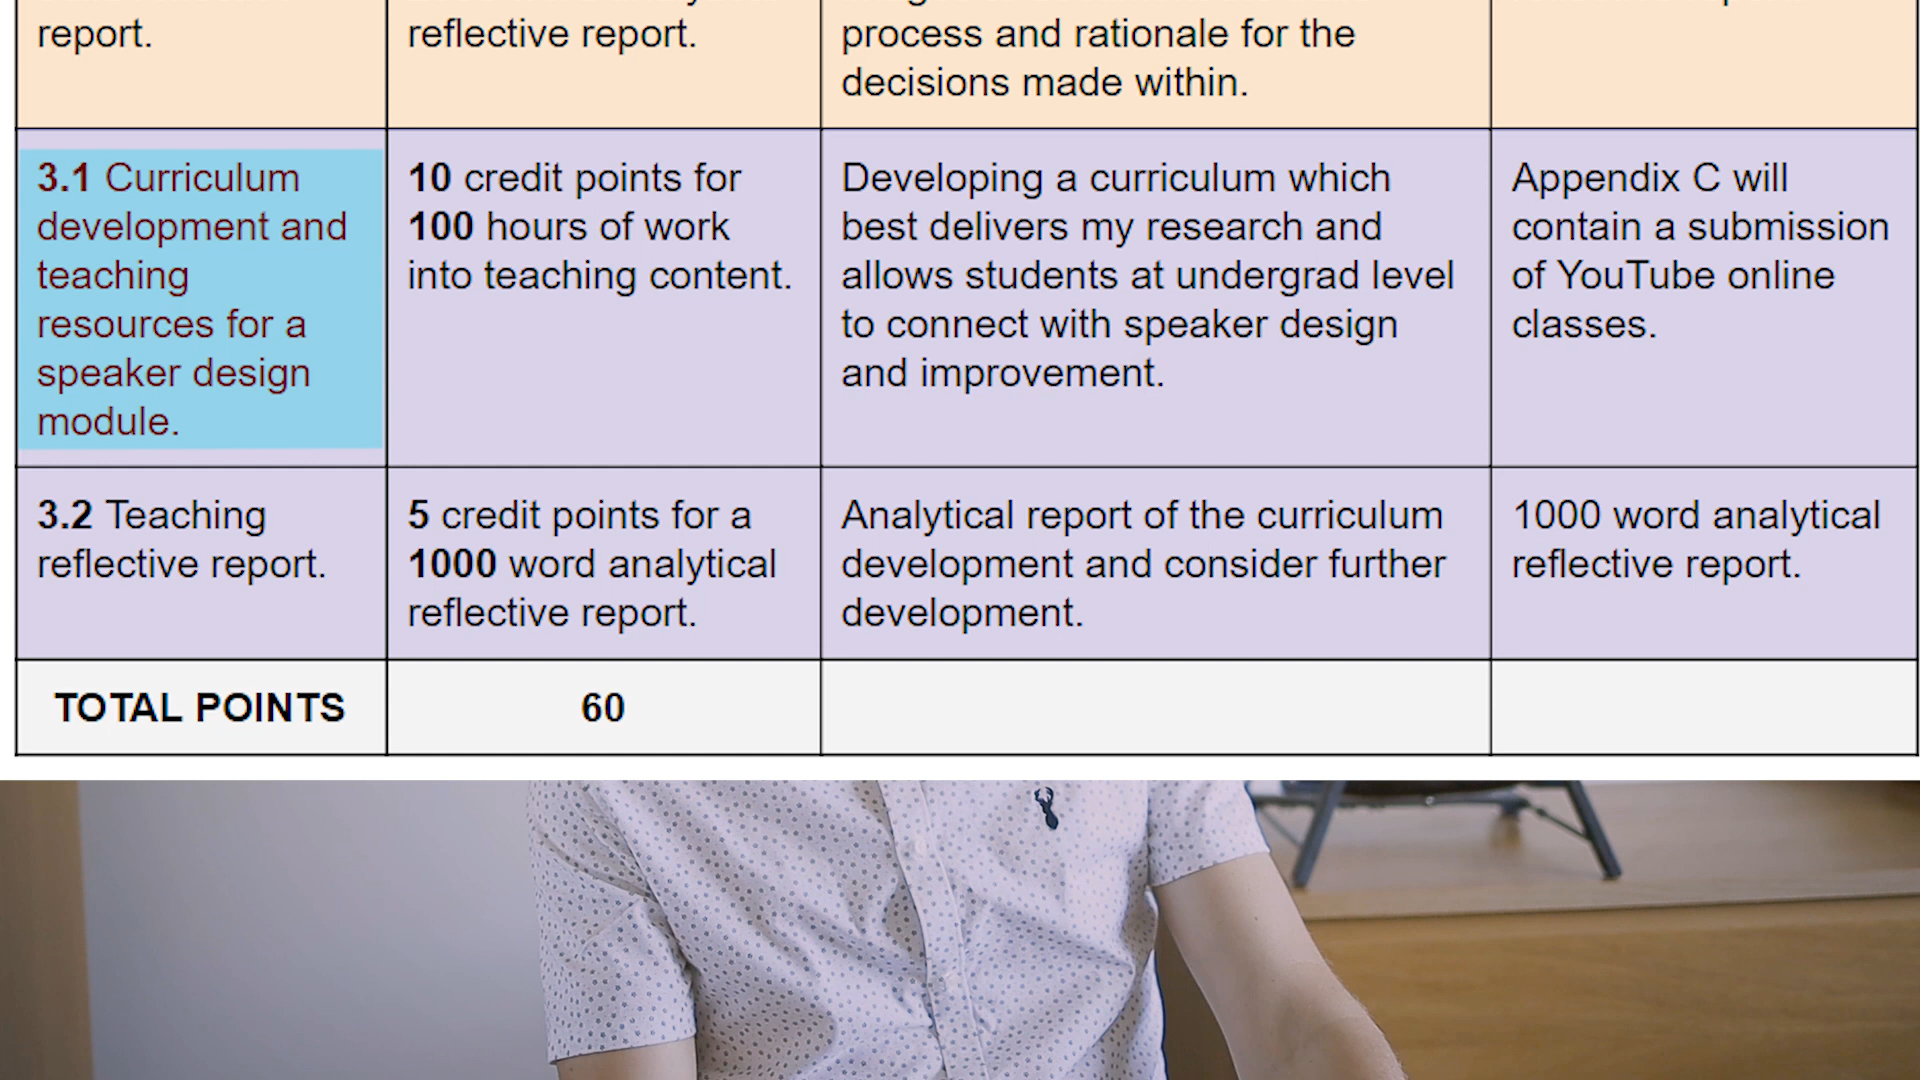 report.
reflective report.
process and rationale for the
decisions made within.
3.1 Curriculum
development and
teaching
resources for a
speaker design
module.
10 credit points for
100 hours of work
into teaching content.
Developing a curriculum which
best delivers my research and
allows students at undergrad level
to connect with speaker design
and improvement.
Appendix C will
contain a submission
of YouTube online
classes.
3.2 Teaching
reflective report.
5 credit points for a
1000 word analytical
reflective report.
Analytical report of the curriculum
development and consider further
development.
1000 word analytical
reflective report.
TOTAL POINTS
60